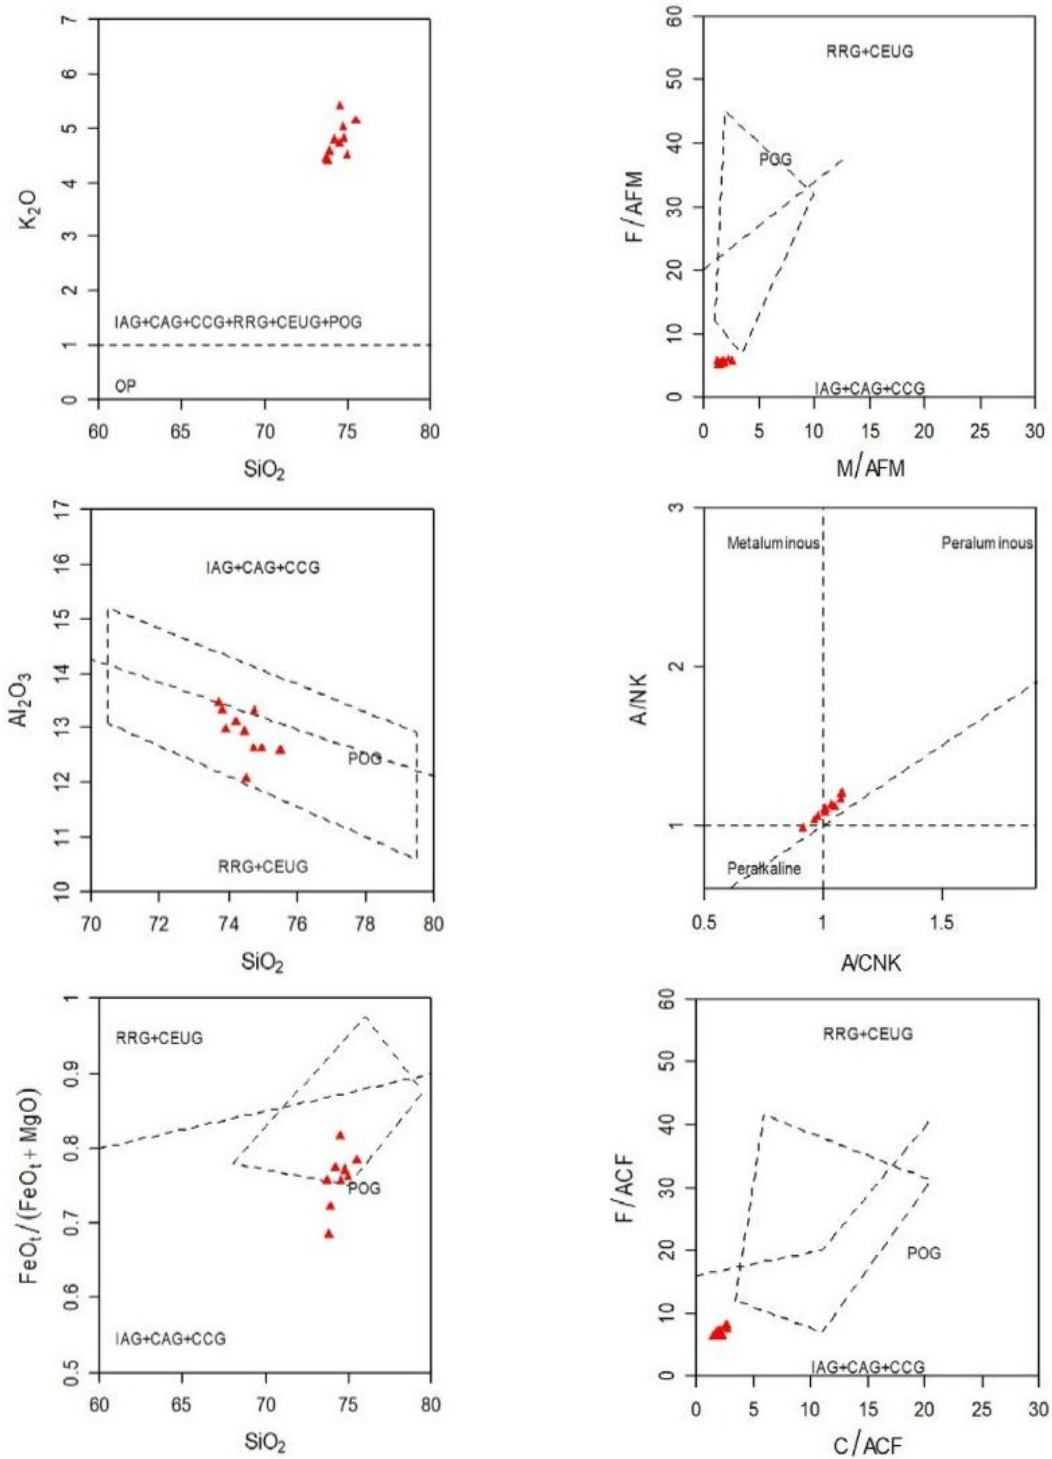 7
6
5
4
3
2
1
0
K₂O
IAG+CAG+CCG+RRG+CEUG+POG
OP
60 65 70 75 80
SiO₂
60
50
40
30
20
10
0
F/AFM
RRG+CEUG
POG
IAG+CAG+CCG
0 5 10 15 20 25 30
M/AFM
17
16
15
14
13
12
11
10
Al₂O₃
IAG+CAG+CCG
POG
RRG+CEUG
70 72 74 76 78 80
SiO₂
3
2
1
A/NK
Metaluminous
Peraluminous
Peralkaline
0.5 1 1.5
A/CNK
1
0.9
0.8
0.7
0.6
0.5
FeOₜ/(FeOₜ+MgO)
RRG+CEUG
POG
IAG+CAG+CCG
60 65 70 75 80
SiO₂
60
50
40
30
20
10
0
F/ACF
RRG+CEUG
POG
IAG+CAG+CCG
0 5 10 15 20 25 30
C/ACF